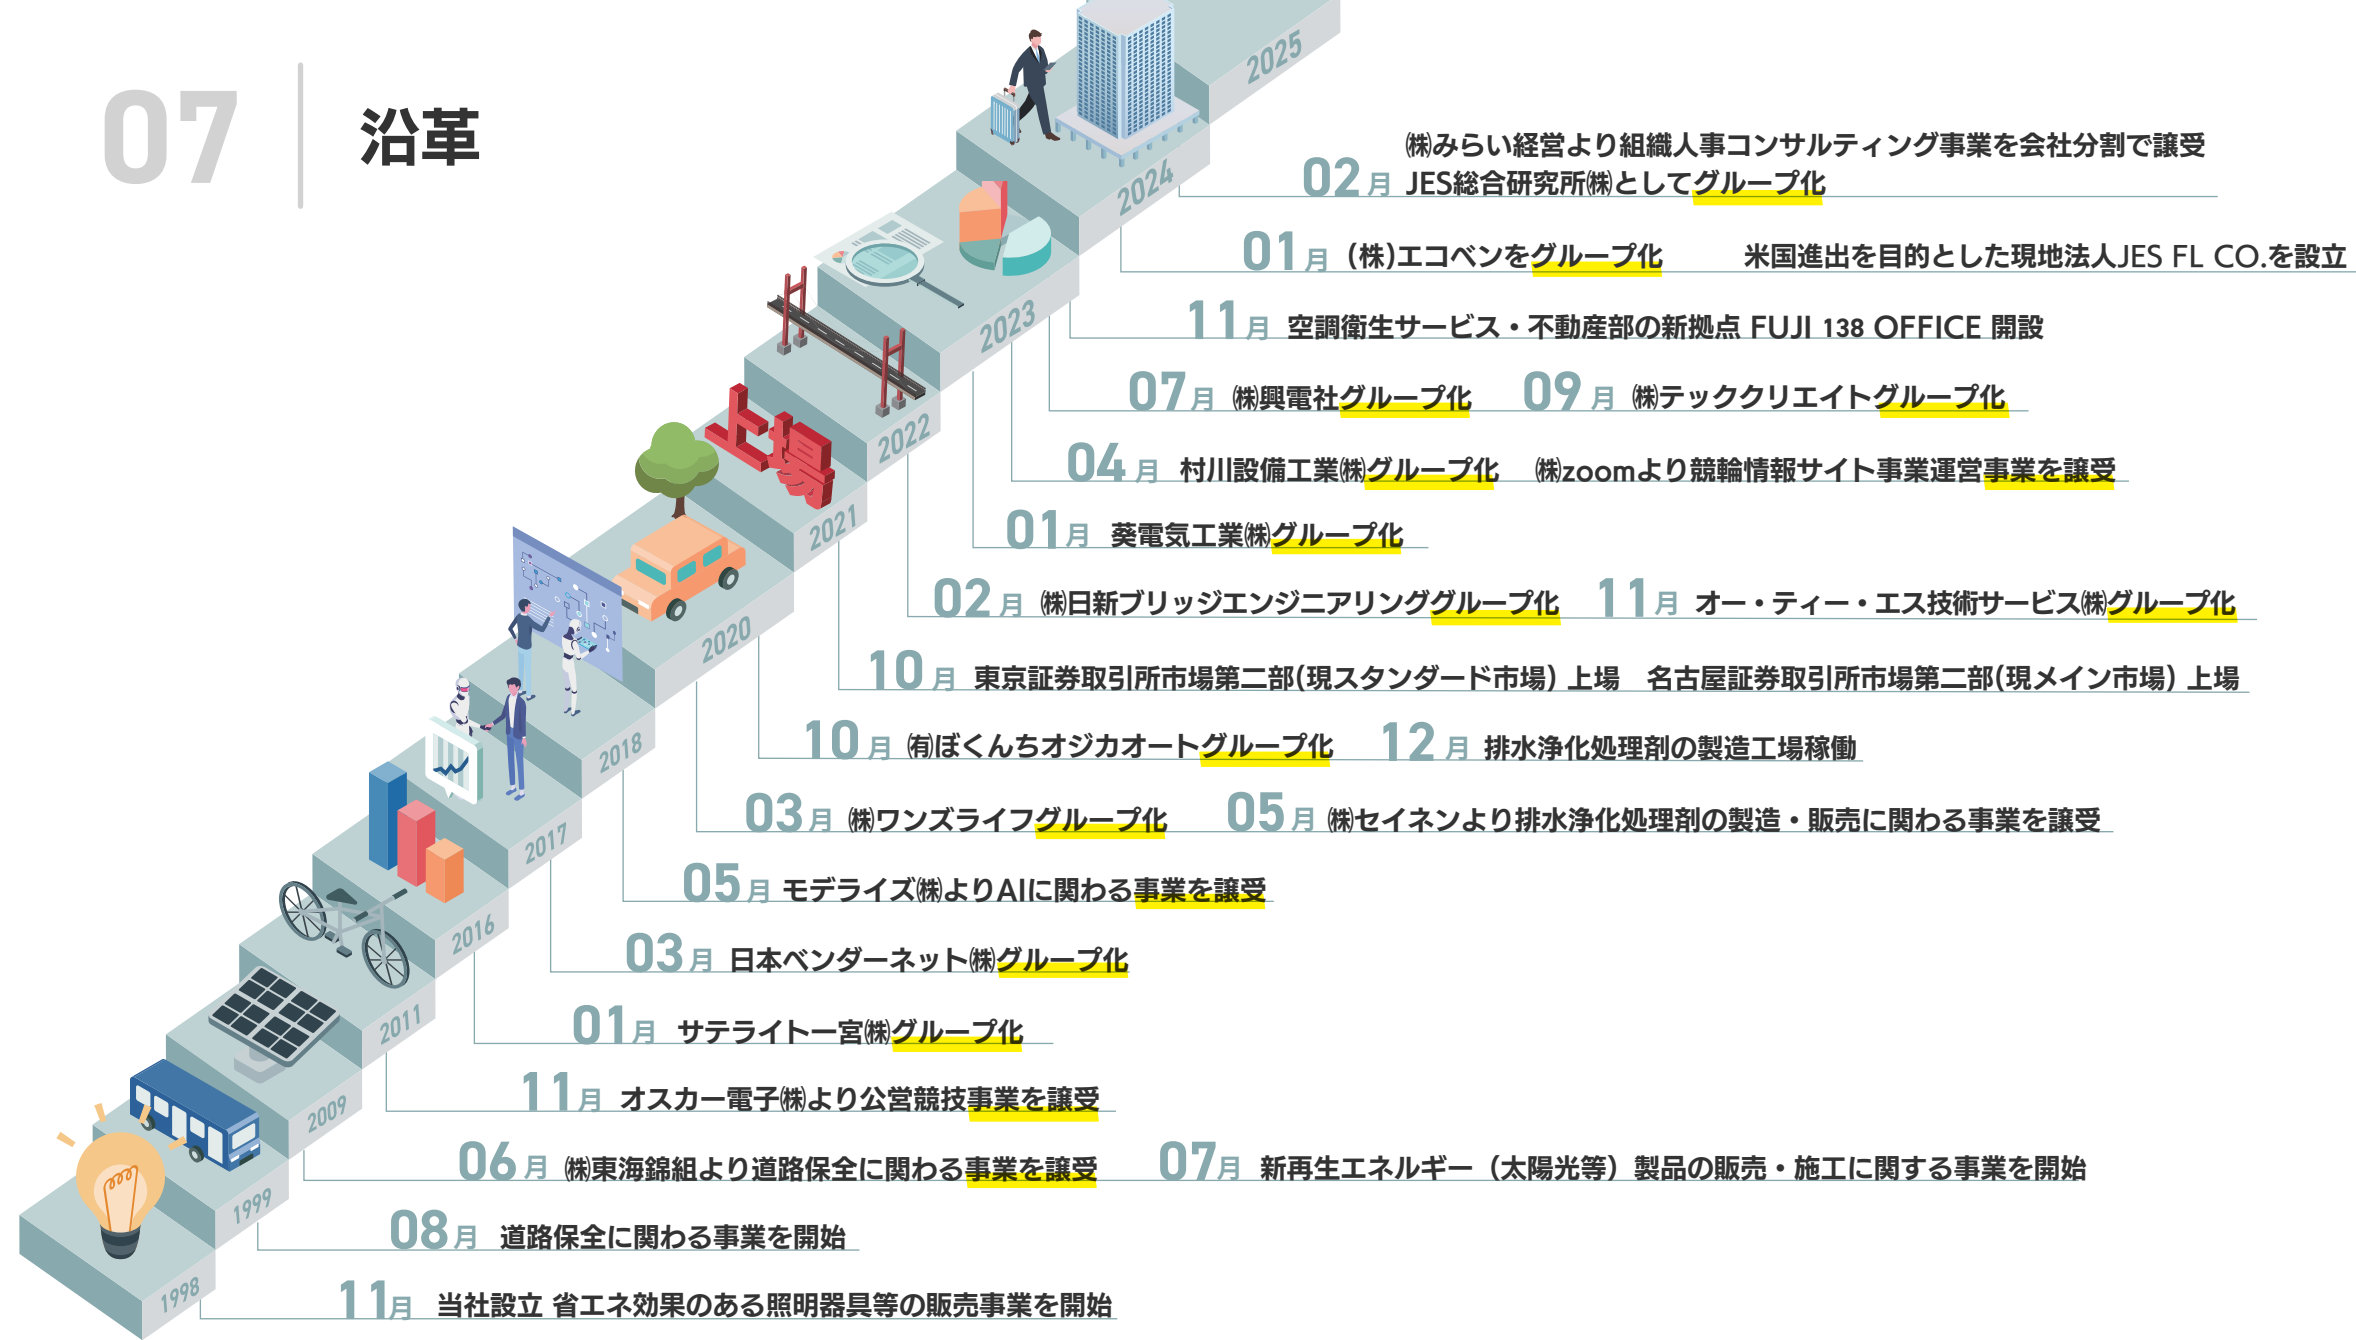 07 沿革
2025
㈱みらい経営より組織人事コンサルティング事業を会社分割で譲受
02月 JES総合研究所㈱としてグループ化
2024
01月 (株)エコベンをグループ化 米国進出を目的とした現地法人JES FL CO.を設立
11月 空調衛生サービス・不動産部の新拠点 FUJI 138 OFFICE 開設
2023
07月 ㈱興電社グループ化 09月 ㈱テッククリエイトグループ化
04月 村川設備工業㈱グループ化 ㈱zoomより競輪情報サイト事業運営事業を譲受
01月 葵電気工業㈱グループ化
2022
02月 ㈱日新ブリッジエンジニアリンググループ化 11月 オー・ティー・エス技術サービス㈱グループ化
上場
2021
10月 東京証券取引所市場第二部(現スタンダード市場) 上場 名古屋証券取引所市場第二部(現メイン市場) 上場
2020
10月 ㈲ぼくんちオジカオートグループ化 12月 排水浄化処理剤の製造工場稼働
03月 ㈱ワンズライフグループ化 05月 ㈱セイネンより排水浄化処理剤の製造・販売に関わる事業を譲受
2018
05月 モデライズ㈱よりAIに関わる事業を譲受
2017
03月 日本ベンダーネット㈱グループ化
2016
01月 サテライト一宮㈱グループ化
2011
11月 オスカー電子㈱より公営競技事業を譲受
2009
06月 ㈱東海錦組より道路保全に関わる事業を譲受 07月 新再生エネルギー（太陽光等）製品の販売・施工に関する事業を開始
1999
08月 道路保全に関わる事業を開始
1998
11月 当社設立 省エネ効果のある照明器具等の販売事業を開始